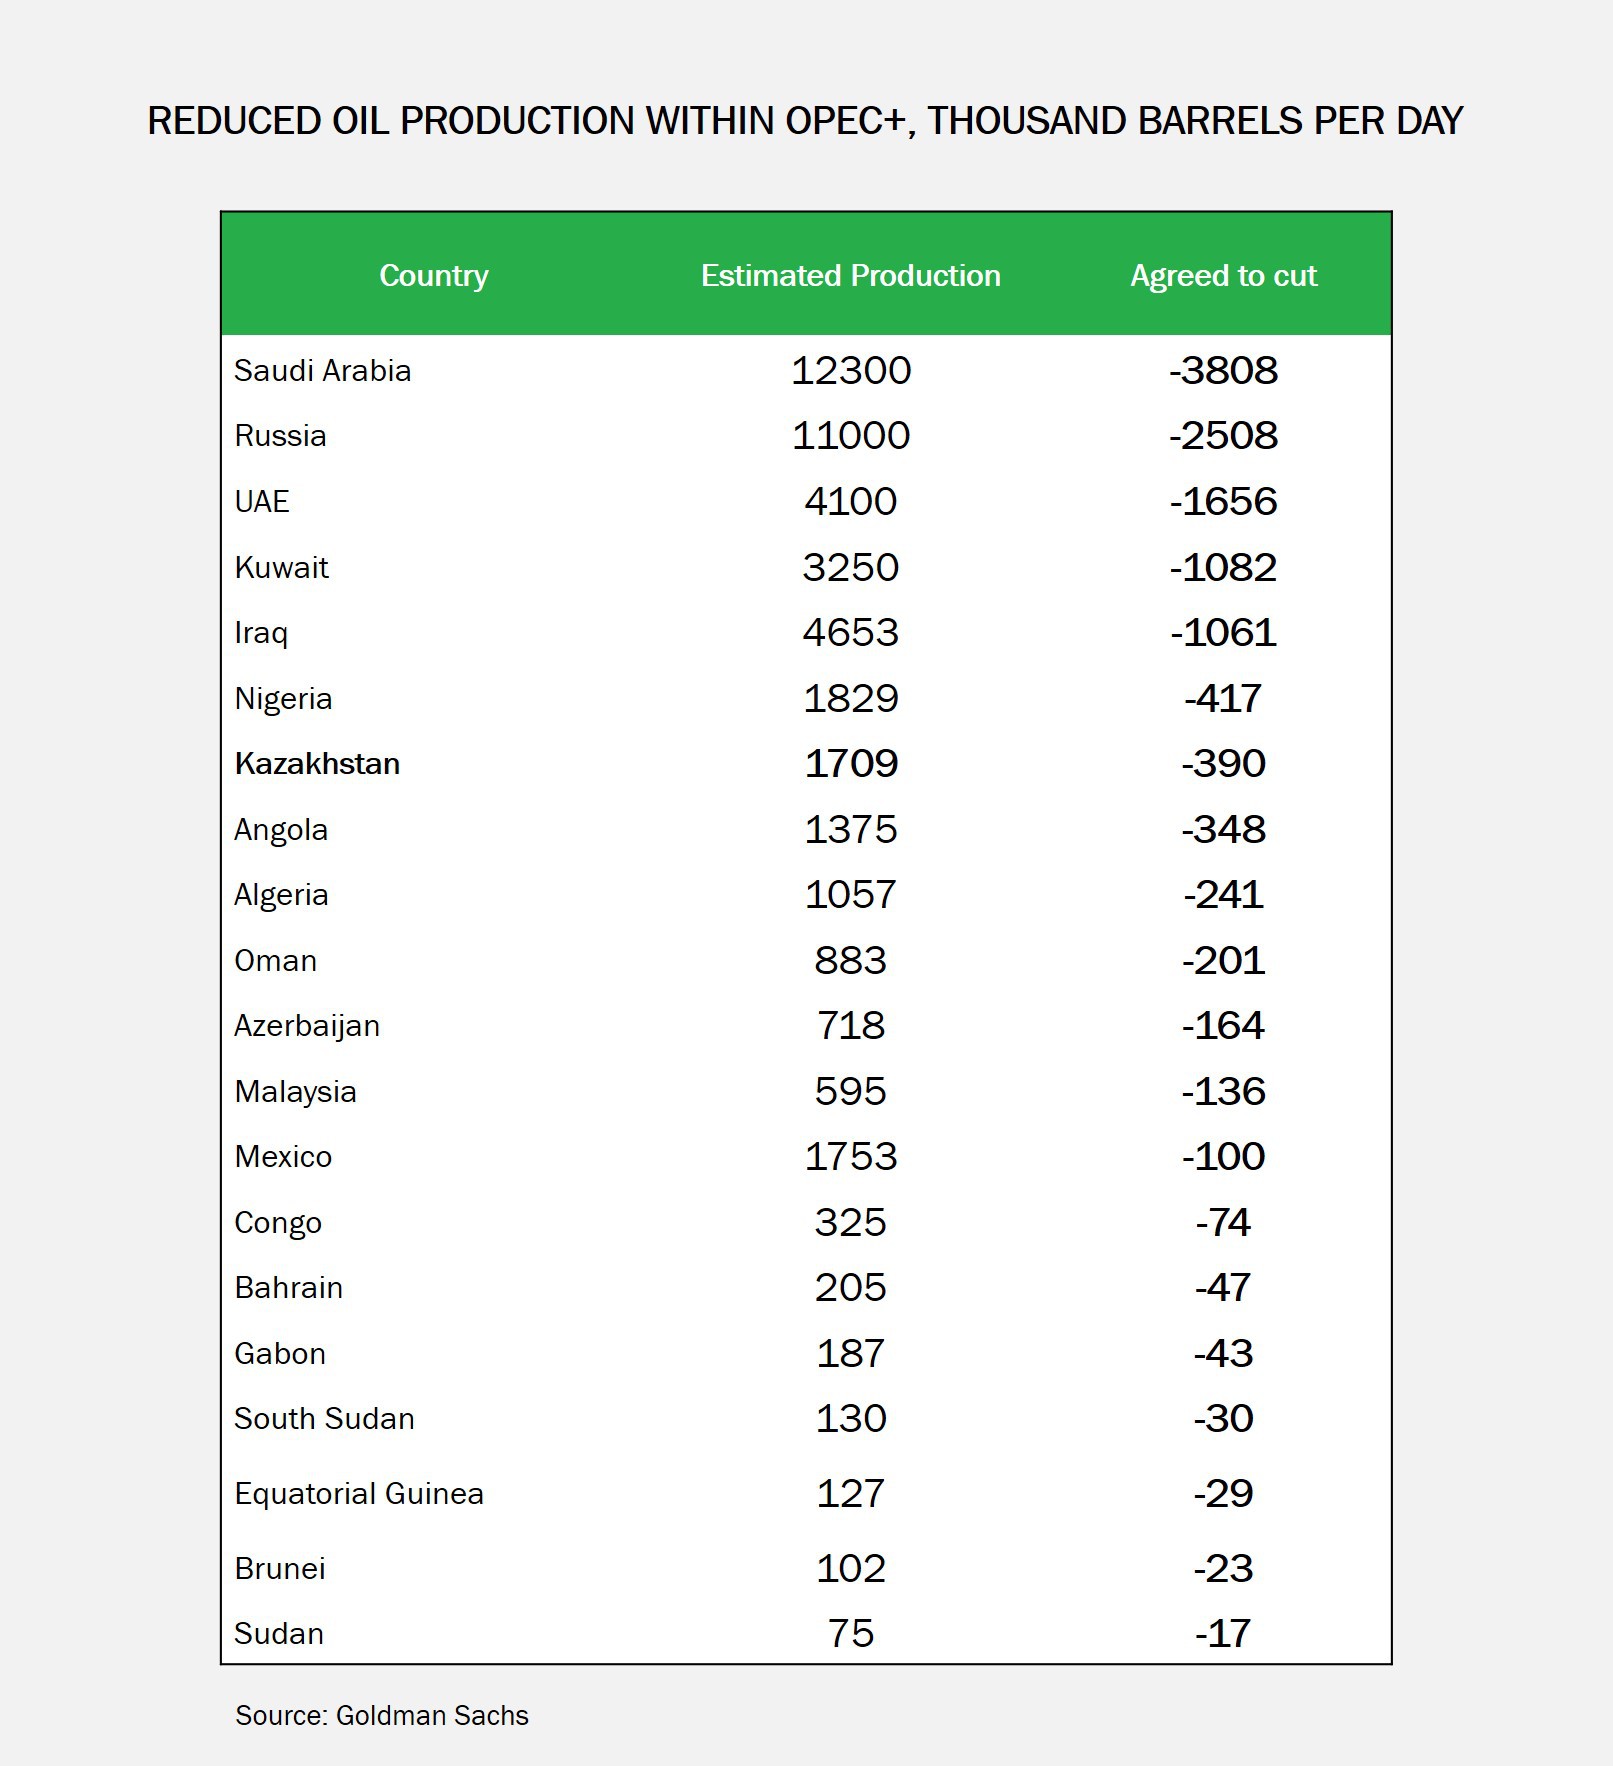 REDUCED OIL PRODUCTION WITHIN OPEC+, THOUSAND BARRELS PER DAY
Country Estimated Production Agreed to cut
Saudi Arabia 12300 -3808
Russia 11000 -2508
UAE 4100 -1656
Kuwait 3250 -1082
Iraq 4653 -1061
Nigeria 1829 -417
Kazakhstan 1709 -390
Angola 1375 -348
Algeria 1057 -241
Oman 883 -201
Azerbaijan 718 -164
Malaysia 595 -136
Mexico 1753 -100
Congo 325 -74
Bahrain 205 -47
Gabon 187 -43
South Sudan 130 -30
Equatorial Guinea 127 -29
Brunei 102 -23
Sudan 75 -17
Source: Goldman Sachs